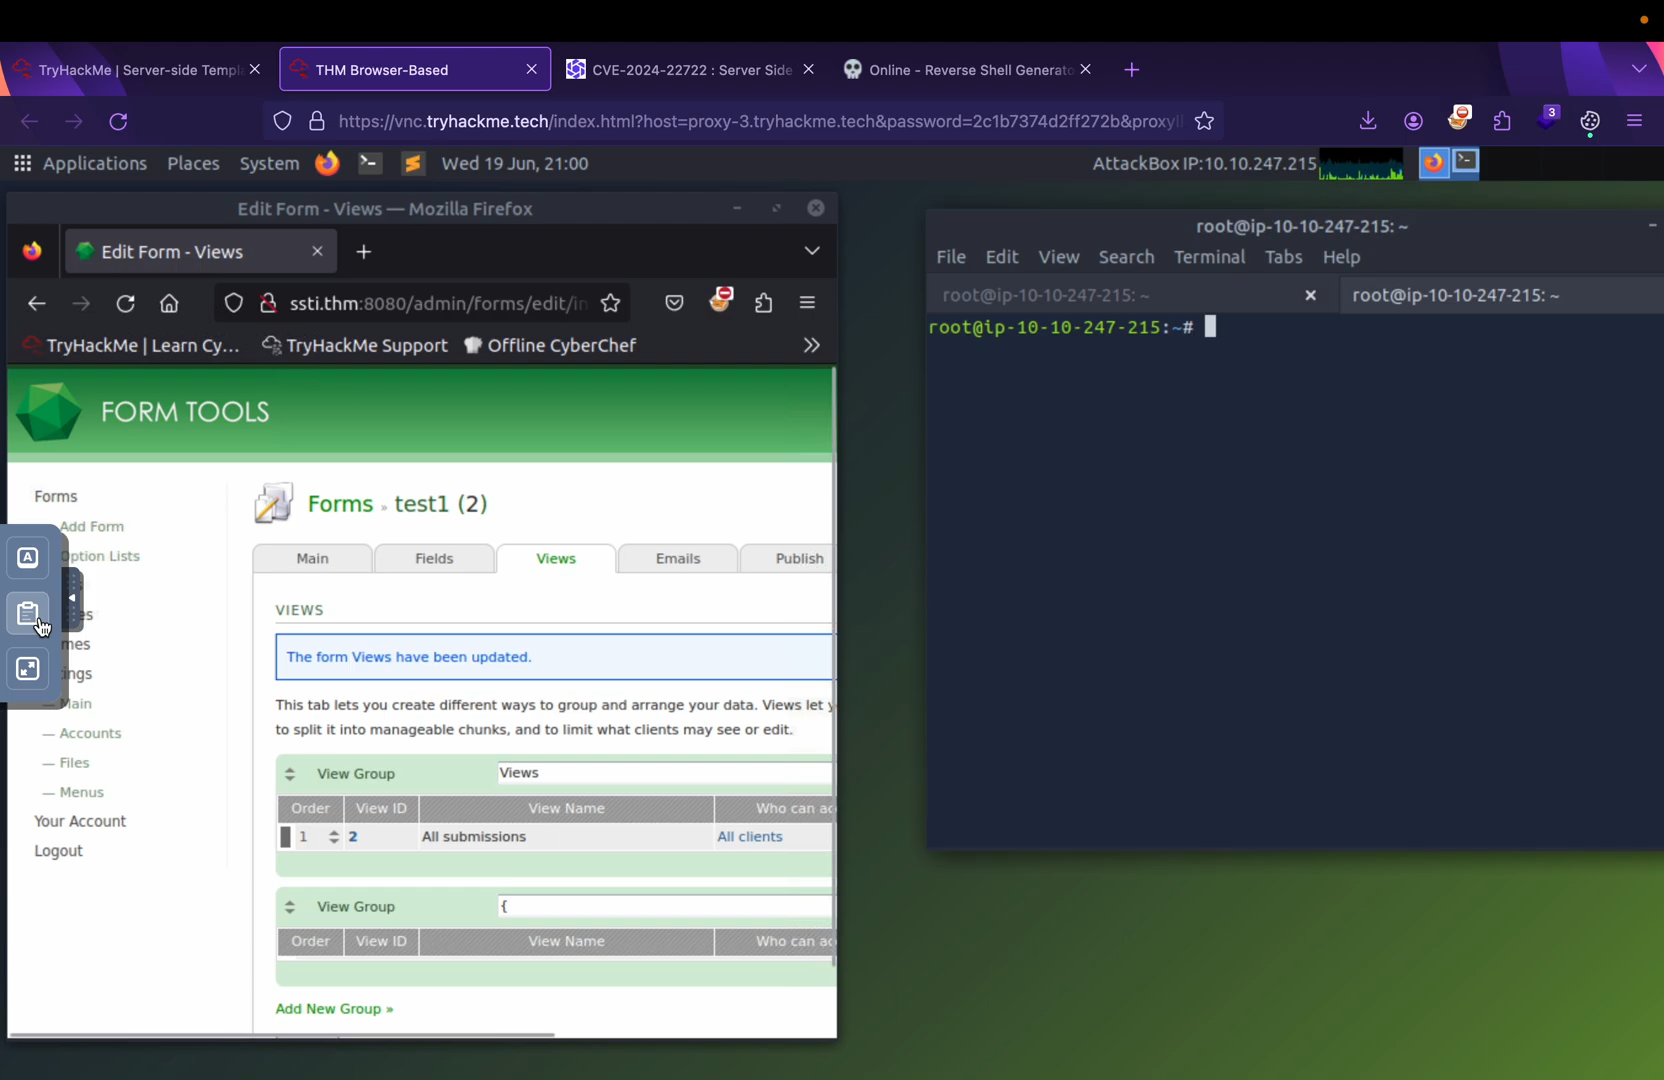 TryHackMe | Server-side Templ
THM Browser-Based
CVE-2024-22722 : Server Side
Online - Reverse Shell Generato
https://vnc.tryhackme.tech/index.html?host=proxy-3.tryhackme.tech&password=2c1b7374d2ff272b&proxyI
3
Applications Places System Wed 19 Jun, 21:00 AttackBox IP:10.10.247.215
Edit Form - Views — Mozilla Firefox
Edit Form - Views
ssti.thm:8080/admin/forms/edit/in
TryHackMe | Learn Cy... TryHackMe Support Offline CyberChef
FORM TOOLS
Forms
Add Form
Option Lists
es
mes
ings
— Main
— Accounts
— Files
— Menus
Your Account
Logout
A
Forms » test1 (2)
Main Fields Views Emails Publish
VIEWS
The form Views have been updated.
This tab lets you create different ways to group and arrange your data. Views let y
to split it into manageable chunks, and to limit what clients may see or edit.
View Group Views
Order View ID View Name Who can ac
1 2 All submissions All clients
View Group {
Order View ID View Name Who can ac
Add New Group »
root@ip-10-10-247-215: ~
File Edit View Search Terminal Tabs Help
root@ip-10-10-247-215: ~ root@ip-10-10-247-215: ~
root@ip-10-10-247-215:~#